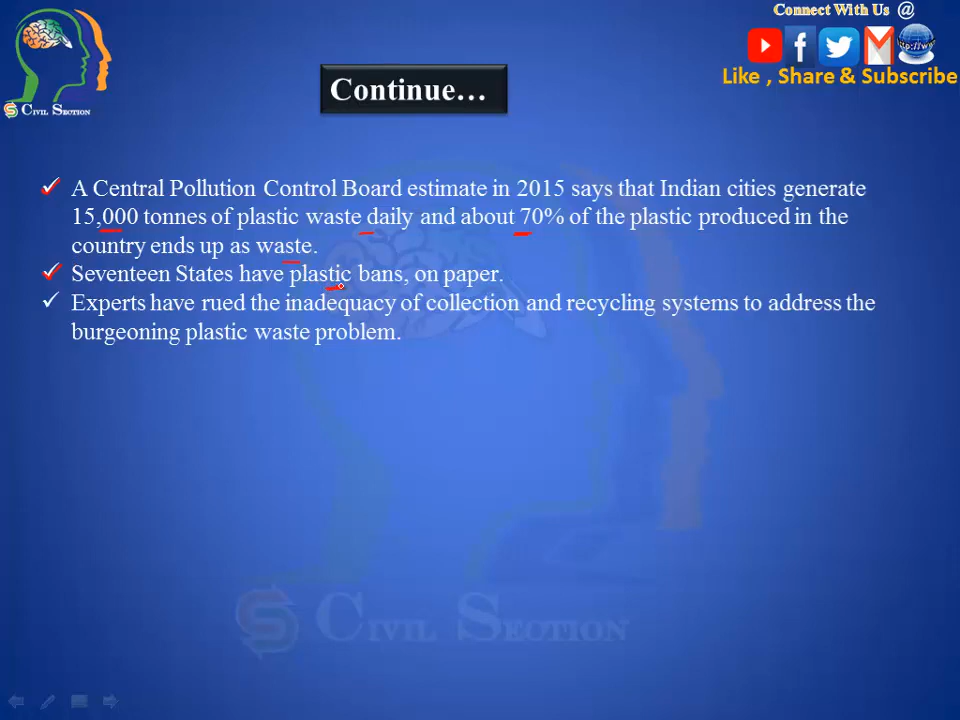 Connect With Us @
http://www
Like , Share & Subscribe
CIVIL SECTION
Continue…
A Central Pollution Control Board estimate in 2015 says that Indian cities generate
15,000 tonnes of plastic waste daily and about 70% of the plastic produced in the
country ends up as waste.
Seventeen States have plastic bans, on paper.
Experts have rued the inadequacy of collection and recycling systems to address the
burgeoning plastic waste problem.
CIVIL SECTION